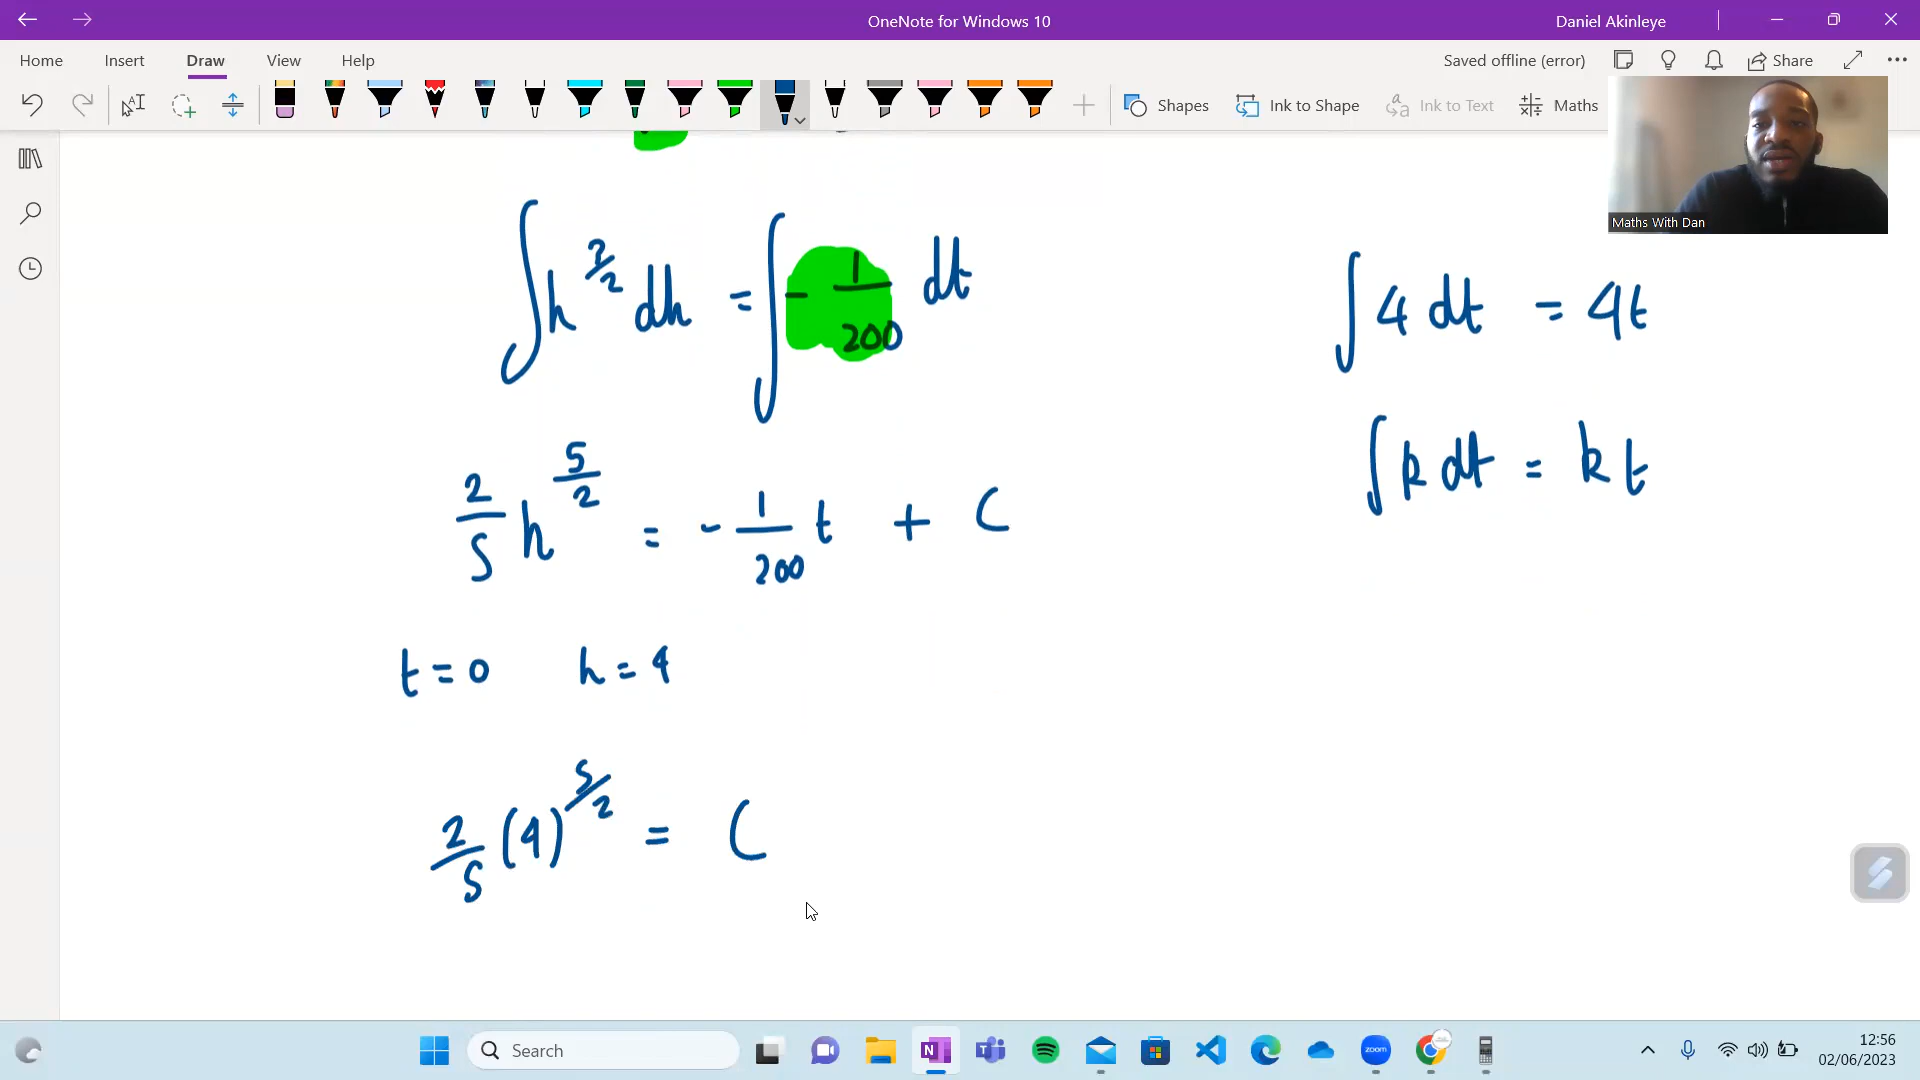 OneNote for Windows 10
Daniel Akinleye
Home Insert Draw View Help
Saved offline (error)
Share
Shapes
Ink to Shape
Ink to Text
Maths
Maths With Dan
∫ h^{3/2} dh = ∫ - 1/200 dt
∫ 4 dt = 4t
∫ k dt = kt
2/5 h^{5/2} = - 1/200 t + C
t = 0 h = 4
2/5 (4)^{5/2} = C
Search
zoom
12:56
02/06/2023